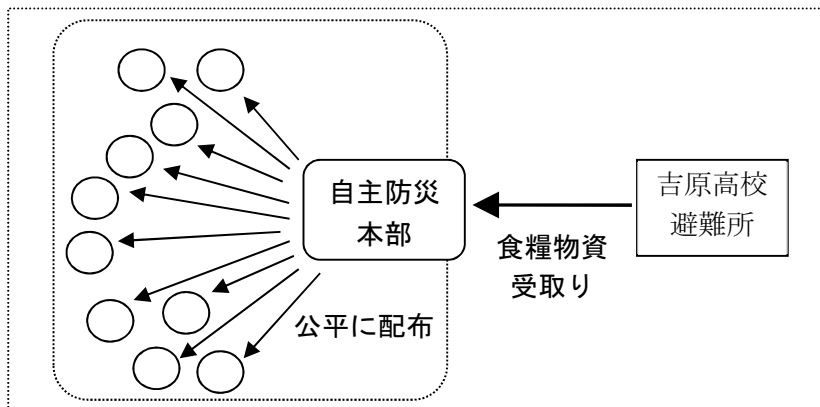 自主防災
本部
吉原高校
避難所
食糧物資
受取り
公平に配布